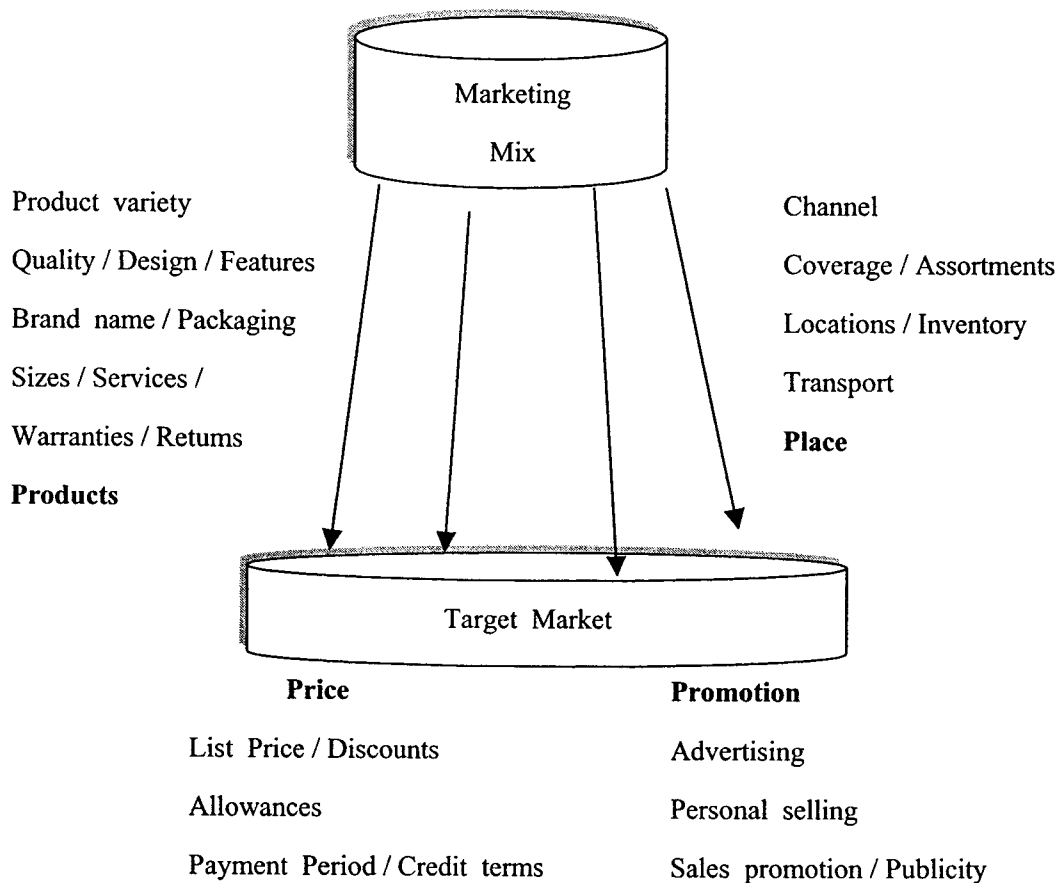 Marketing
Mix
Product variety
Quality / Design / Features
Brand name / Packaging
Sizes / Services /
Warranties / Returns
Products
Channel
Coverage / Assortments
Locations / Inventory
Transport
Place
Target Market
Price
List Price / Discounts
Allowances
Payment Period / Credit terms
Promotion
Advertising
Personal selling
Sales promotion / Publicity